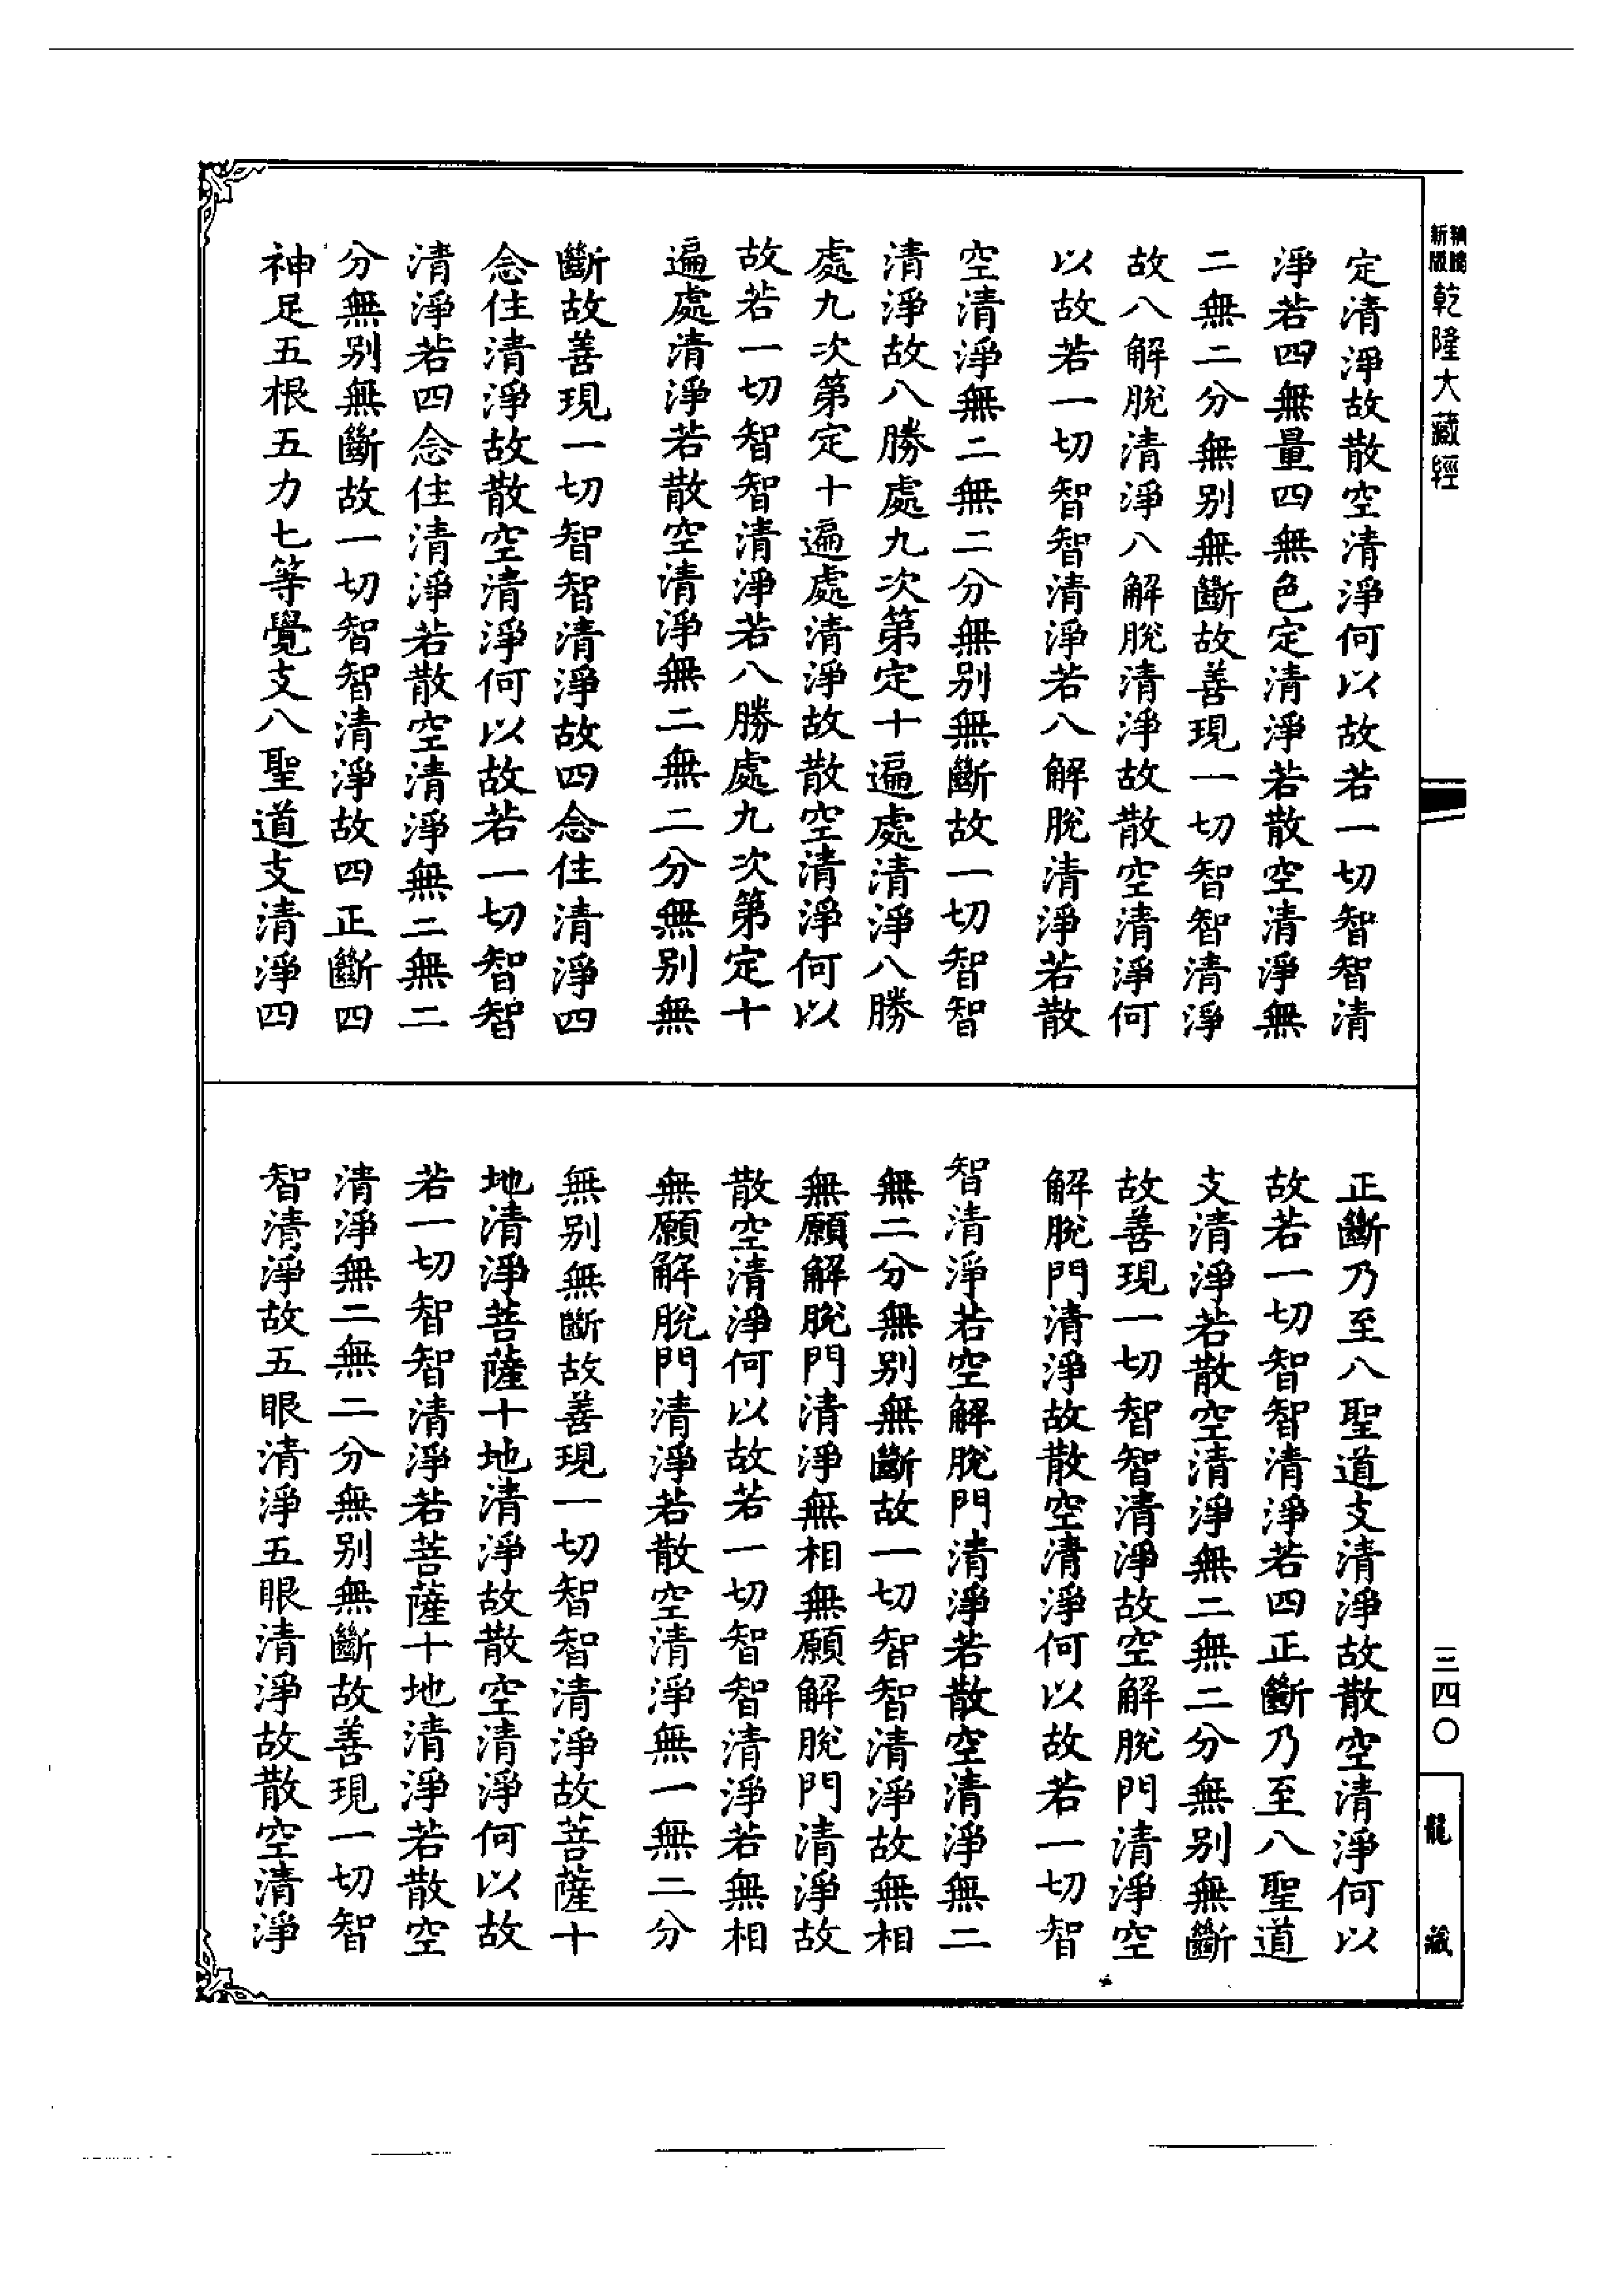 新版
乾隆大藏經
定清淨故散空清淨何以故若一切智智清
淨若四無量四無色定清淨若散空清淨無
二無二分無别無斷故善現一切智智清淨
故八解脫清淨八解脫清淨故散空清淨何
以故若一切智智清淨若八解脫清淨若散
空清淨無二無二分無别無斷故一切智智
清淨故八勝處九次第定十遍處清淨八勝
處九次第定十遍處清淨故散空清淨何以
故若一切智智清淨若八勝處九次第定十
遍處清淨若散空清淨無二無二分無别無
斷故善現一切智智清淨故四念住清淨四
念住清淨故散空清淨何以故若一切智智
清淨若四念住清淨若散空清淨無二無二
分無别無斷故一切智智清淨故四正斷四
神足五根五力七等覺支八聖道支清淨四
正斷乃至八聖道支清淨故散空清淨何以
故若一切智智清淨若四正斷乃至八聖道
支清淨若散空清淨無二無二分無别無斷
故善現一切智智清淨故空解脫門清淨空
解脫門清淨故散空清淨何以故若一切智
智清淨若空解脫門清淨若散空清淨無二
無二分無别無斷故一切智智清淨故無相
無願解脫門清淨無相無願解脫門清淨故
散空清淨何以故若一切智智清淨若無相
無願解脫門清淨若散空清淨無一無二分
無别無斷故善現一切智智清淨故菩薩十
地清淨菩薩十地清淨故散空清淨何以故
若一切智智清淨若菩薩十地清淨若散空
清淨無二無二分無别無斷故善現一切智
智清淨故五眼清淨五眼清淨故散空清淨
三四〇
龍藏